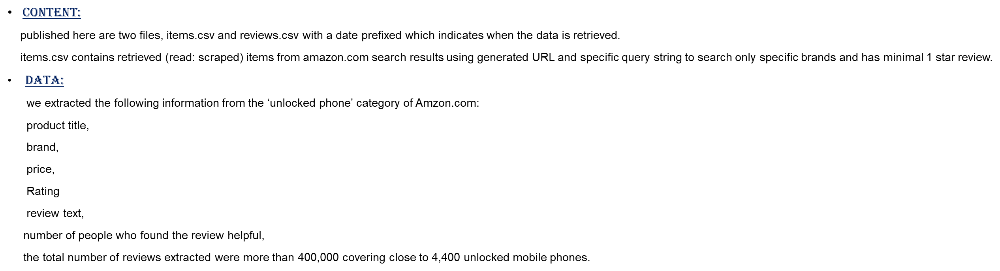 • CONTENT:
published here are two files, items.csv and reviews.csv with a date prefixed which indicates when the data is retrieved.
items.csv contains retrieved (read: scraped) items from amazon.com search results using generated URL and specific query string to search only specific brands and has minimal 1 star review.
• DATA:
we extracted the following information from the ‘unlocked phone’ category of Amzon.com:
product title,
brand,
price,
Rating
review text,
number of people who found the review helpful,
the total number of reviews extracted were more than 400,000 covering close to 4,400 unlocked mobile phones.